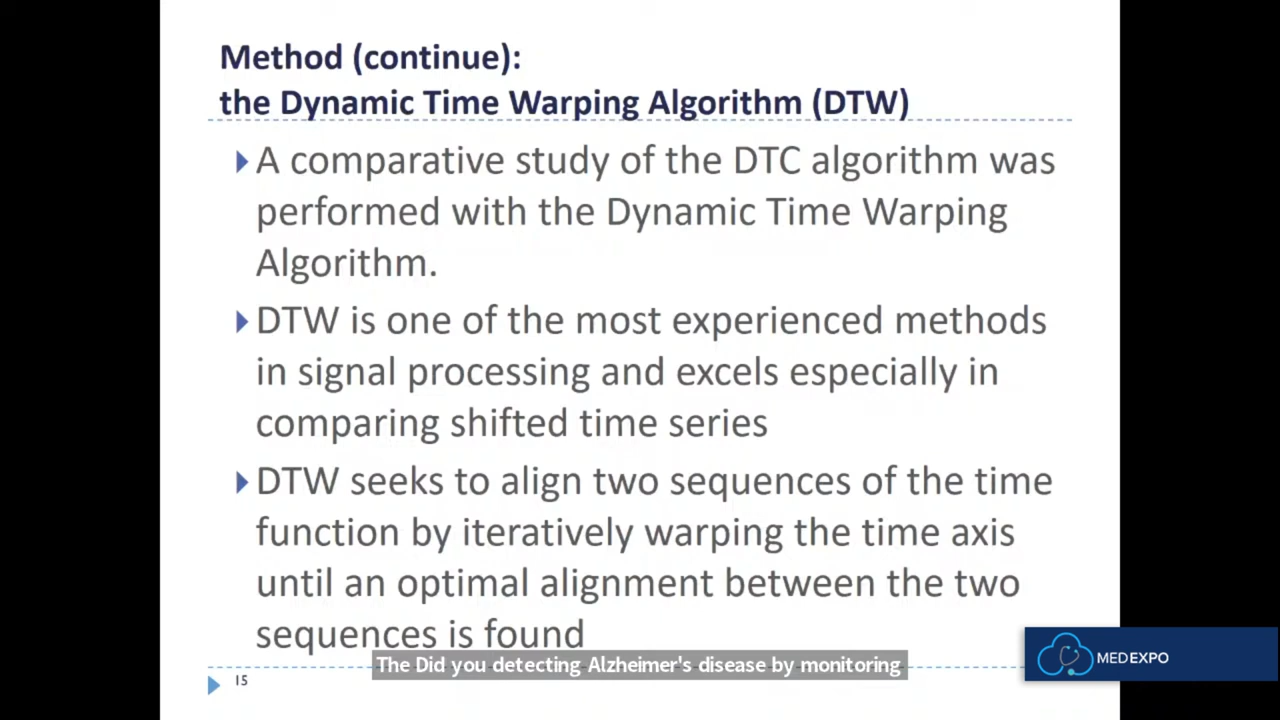 Method (continue):
the Dynamic Time Warping Algorithm (DTW)
A comparative study of the DTC algorithm was
performed with the Dynamic Time Warping
Algorithm.
DTW is one of the most experienced methods
in signal processing and excels especially in
comparing shifted time series
DTW seeks to align two sequences of the time
function by iteratively warping the time axis
until an optimal alignment between the two
sequences is found
The Did you detecting Alzheimer's disease by monitoring
MEDEXPO
15